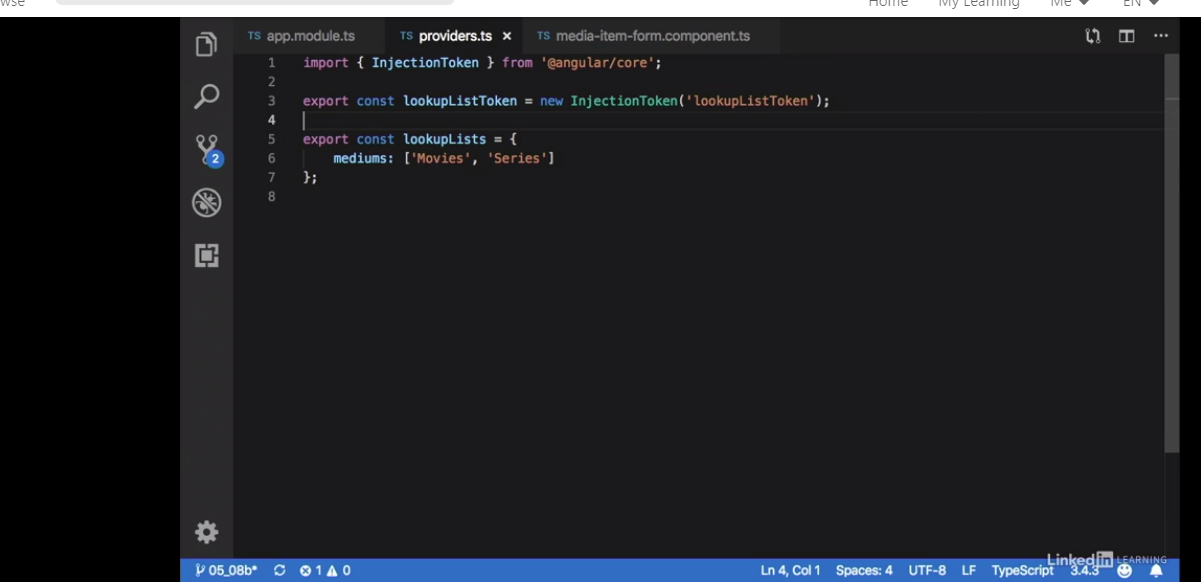 wse Home My Learning Me EN
TS app.module.ts TS providers.ts × TS media-item-form.component.ts
1 import { InjectionToken } from '@angular/core';
2
3 export const lookupListToken = new InjectionToken('lookupListToken');
4
5 export const lookupLists = {
6 mediums: ['Movies', 'Series']
7 };
8
2
LinkedIn LEARNING
05_08b* 1 0 Ln 4, Col 1 Spaces: 4 UTF-8 LF TypeScript 3.4.3